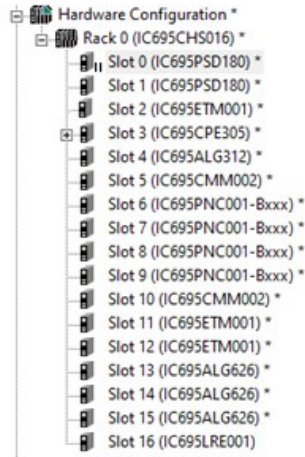 Hardware Configuration *
Rack 0 (IC695CHS016) *
Slot 0 (IC695PSD180) *
Slot 1 (IC695PSD180) *
Slot 2 (IC695ETM001) *
Slot 3 (IC695CPE305) *
Slot 4 (IC695ALG312) *
Slot 5 (IC695CMM002) *
Slot 6 (IC695PNC001-Bxxx) *
Slot 7 (IC695PNC001-Bxxx) *
Slot 8 (IC695PNC001-Bxxx) *
Slot 9 (IC695PNC001-Bxxx) *
Slot 10 (IC695CMM002) *
Slot 11 (IC695ETM001) *
Slot 12 (IC695ETM001) *
Slot 13 (IC695ALG626) *
Slot 14 (IC695ALG626) *
Slot 15 (IC695ALG626) *
Slot 16 (IC695LRE001)